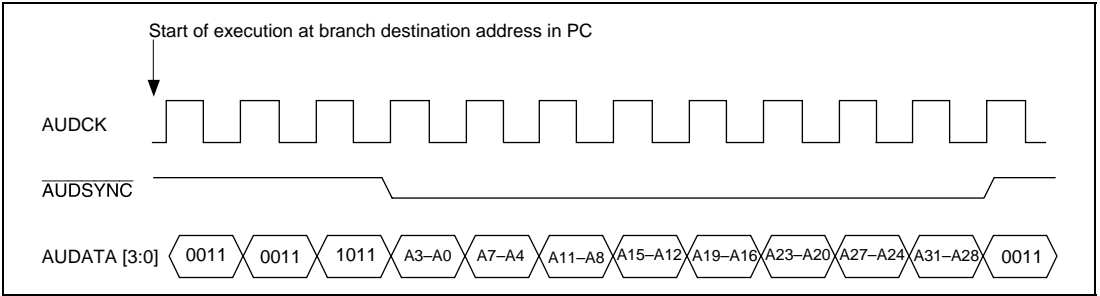 Start of execution at branch destination address in PC
AUDCK
AUDSYNC
AUDATA [3:0] 0011 0011 1011 A3–A0 A7–A4 A11–A8 A15–A12 A19–A16 A23–A20 A27–A24 A31–A28 0011